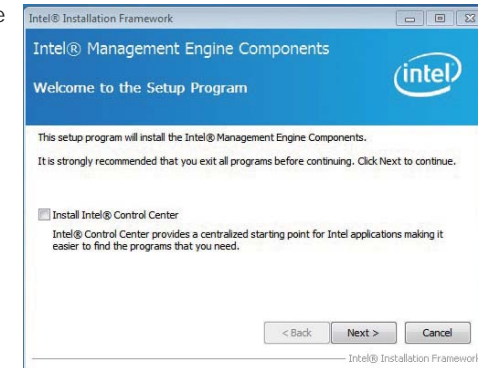 e
Intel® Installation Framework
Intel® Management Engine Components
Welcome to the Setup Program
intel
This setup program will install the Intel® Management Engine Components.
It is strongly recommended that you exit all programs before continuing. Click Next to continue.
Install Intel® Control Center
Intel® Control Center provides a centralized starting point for Intel applications making it
easier to find the programs that you need.
< Back Next > Cancel
Intel® Installation Framework